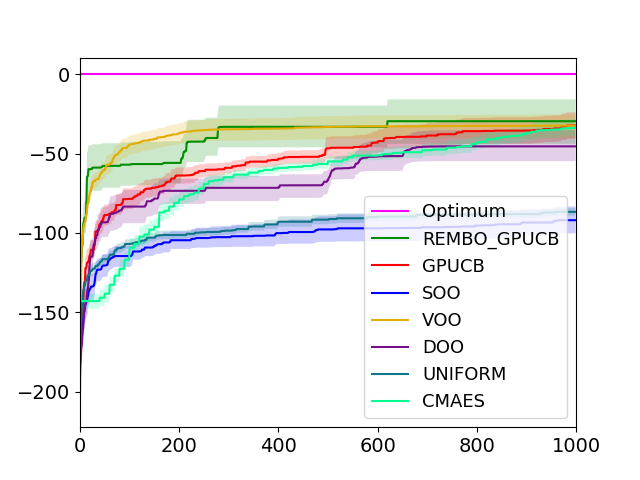 0
−50
−100
−150
−200
0
200
400
600
800
1000
Optimum
REMBO_GPUCB
GPUCB
SOO
VOO
DOO
UNIFORM
CMAES